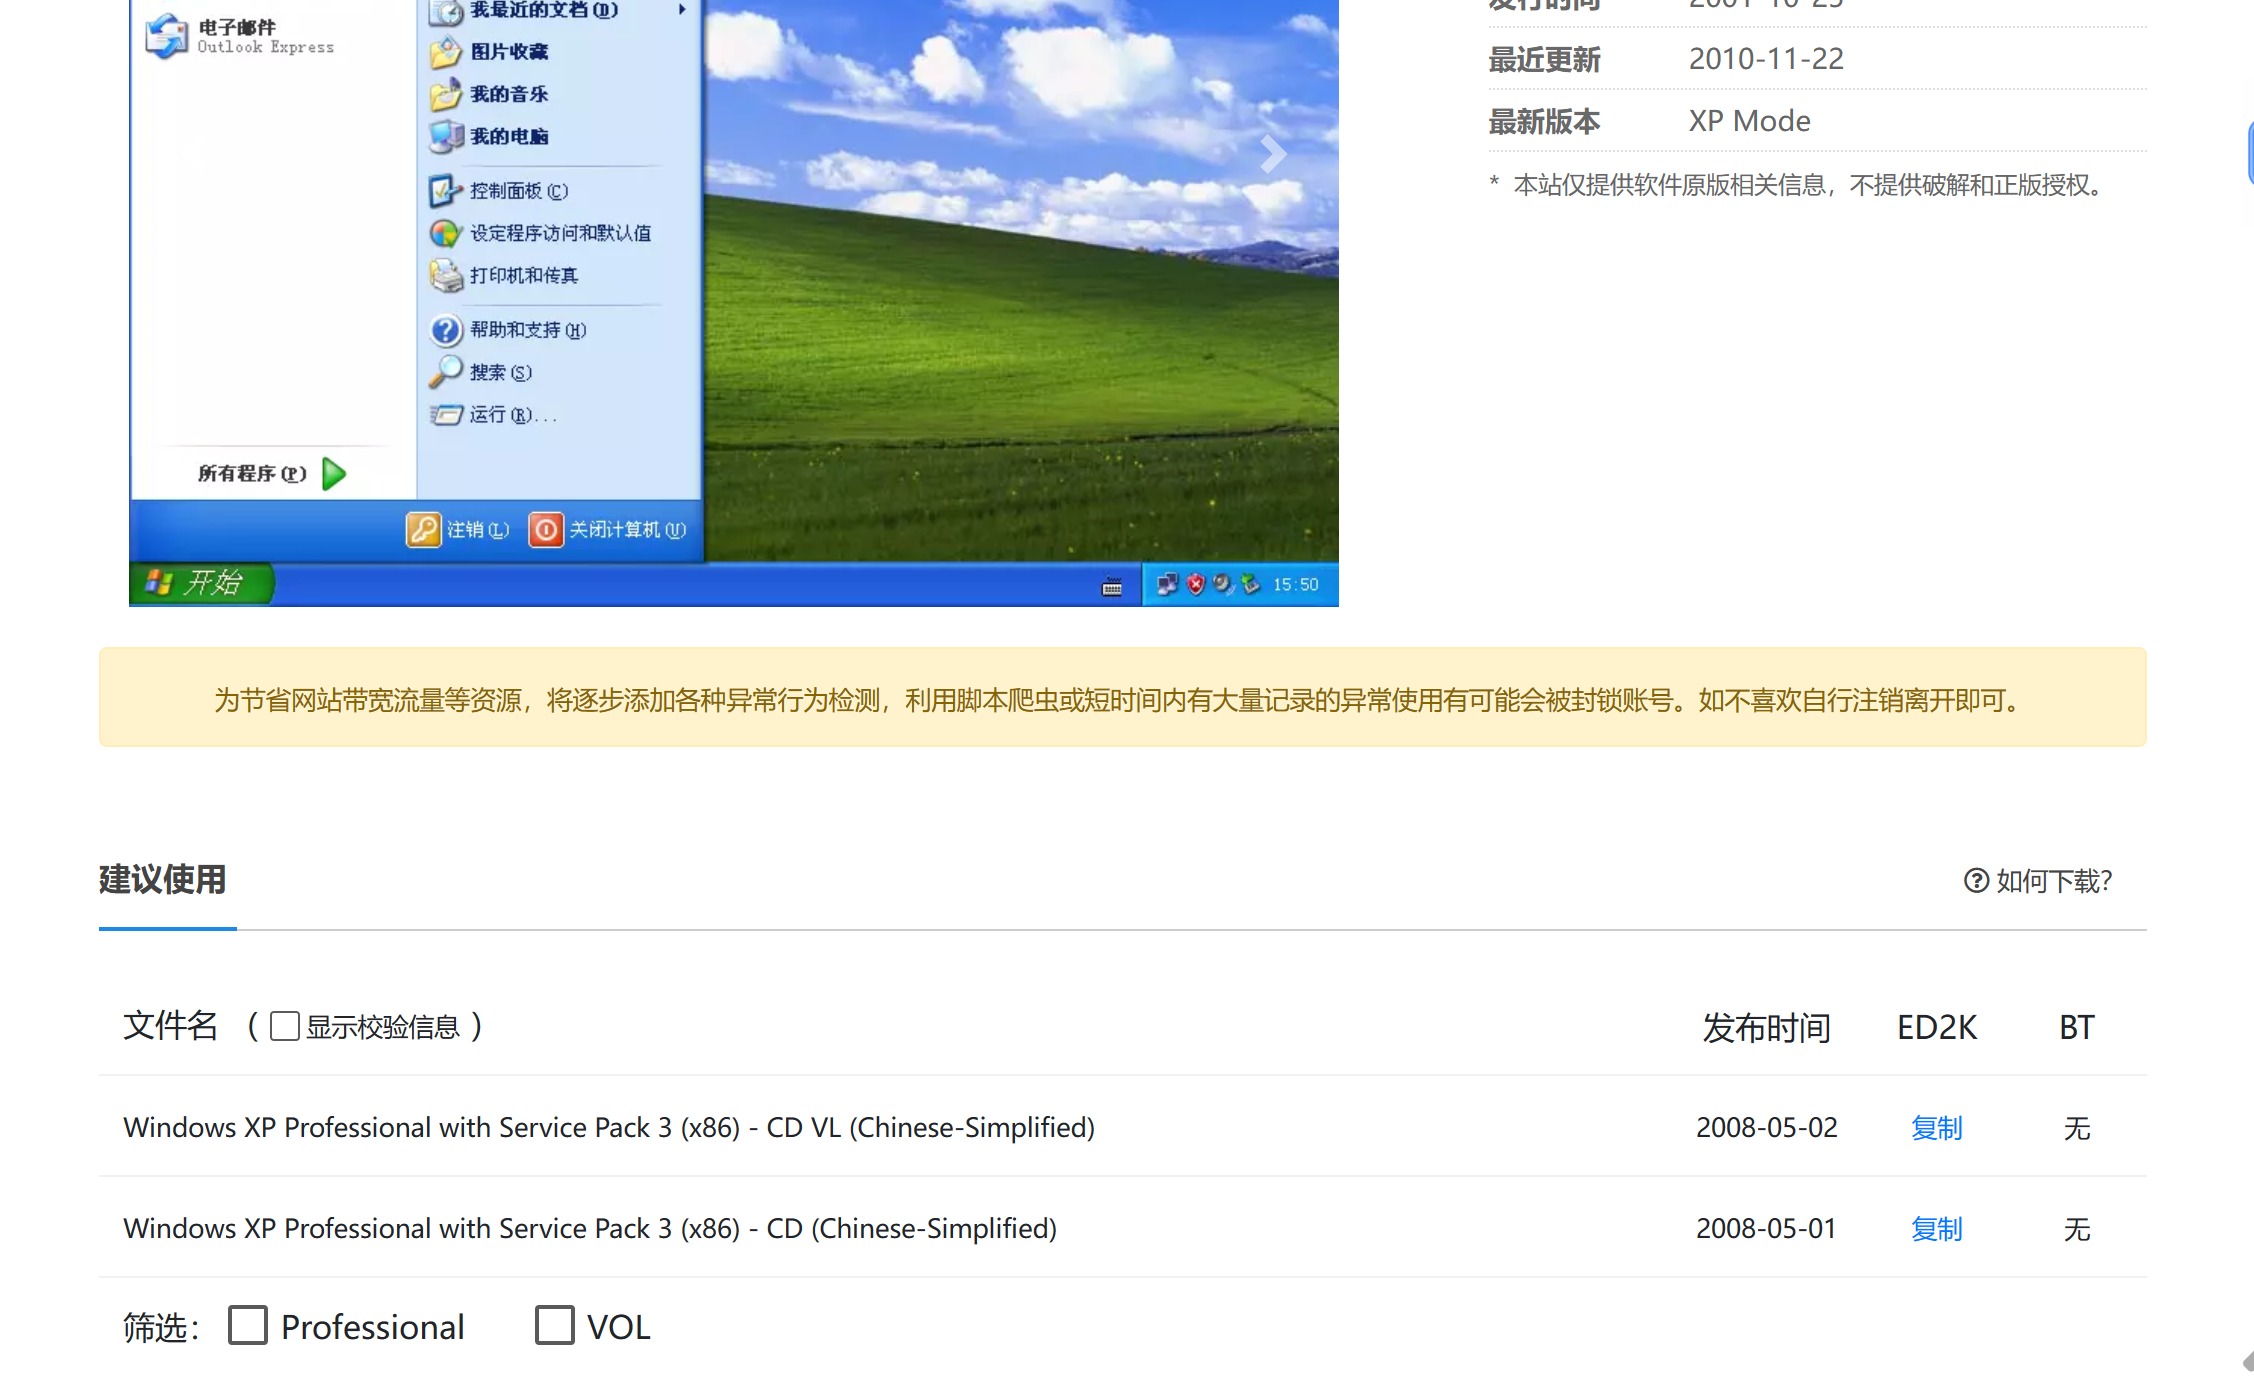 电子邮件
Outlook Express
我最近的文档(D)
图片收藏
我的音乐
我的电脑
控制面板(C)
设定程序访问和默认值
打印机和传真
帮助和支持(H)
搜索(S)
运行(R)...
所有程序(P)
注销(L) 关闭计算机(U)
开始
15:50
发行时间 2001-10-25
最近更新 2010-11-22
最新版本 XP Mode
* 本站仅提供软件原版相关信息，不提供破解和正版授权。
为节省网站带宽流量等资源，将逐步添加各种异常行为检测，利用脚本爬虫或短时间内有大量记录的异常使用有可能会被封锁账号。如不喜欢自行注销离开即可。
建议使用 如何下载？
文件名 （ 显示校验信息 ） 发布时间 ED2K BT
Windows XP Professional with Service Pack 3 (x86) - CD VL (Chinese-Simplified) 2008-05-02 复制 无
Windows XP Professional with Service Pack 3 (x86) - CD (Chinese-Simplified) 2008-05-01 复制 无
筛选： Professional VOL